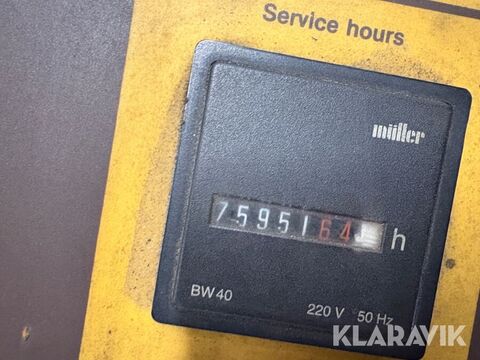 Service hours
müller
7595164 h
BW40
220 V 50 Hz
KLARAVIK